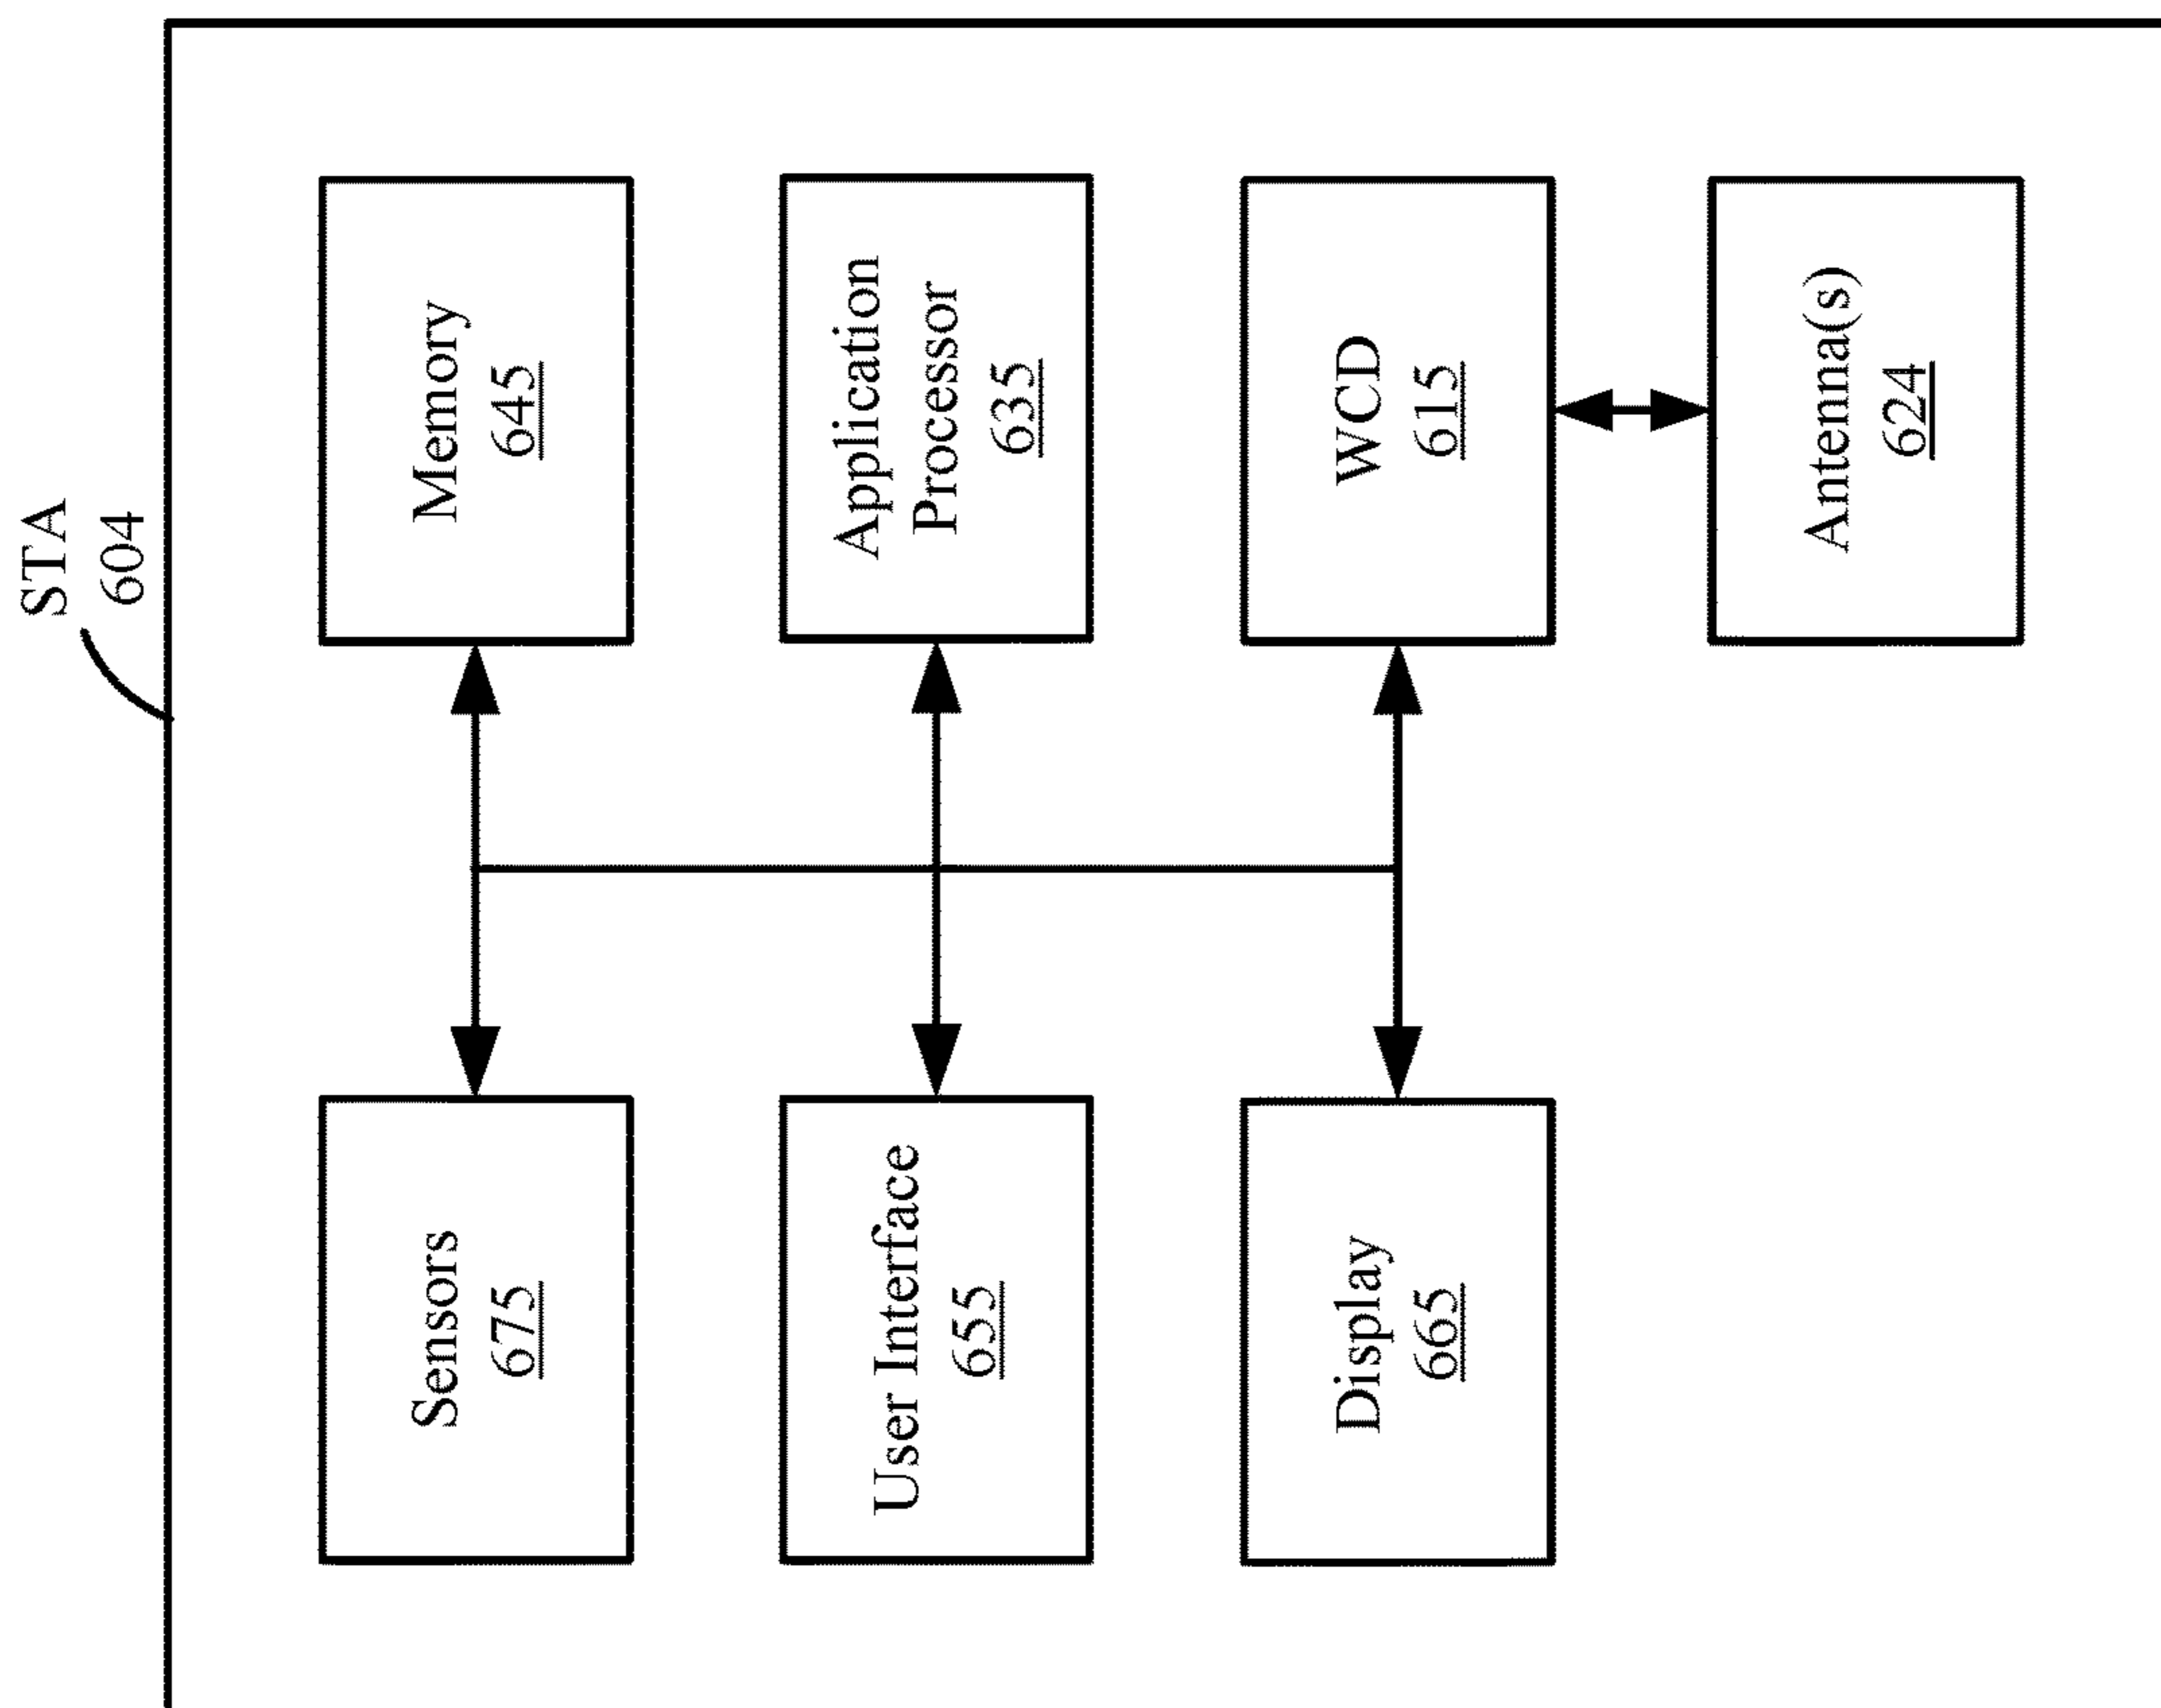 STA
604
Sensors
675
Memory
645
User Interface
655
Application
Processor
635
Display
665
WCD
615
Antenna(s)
624